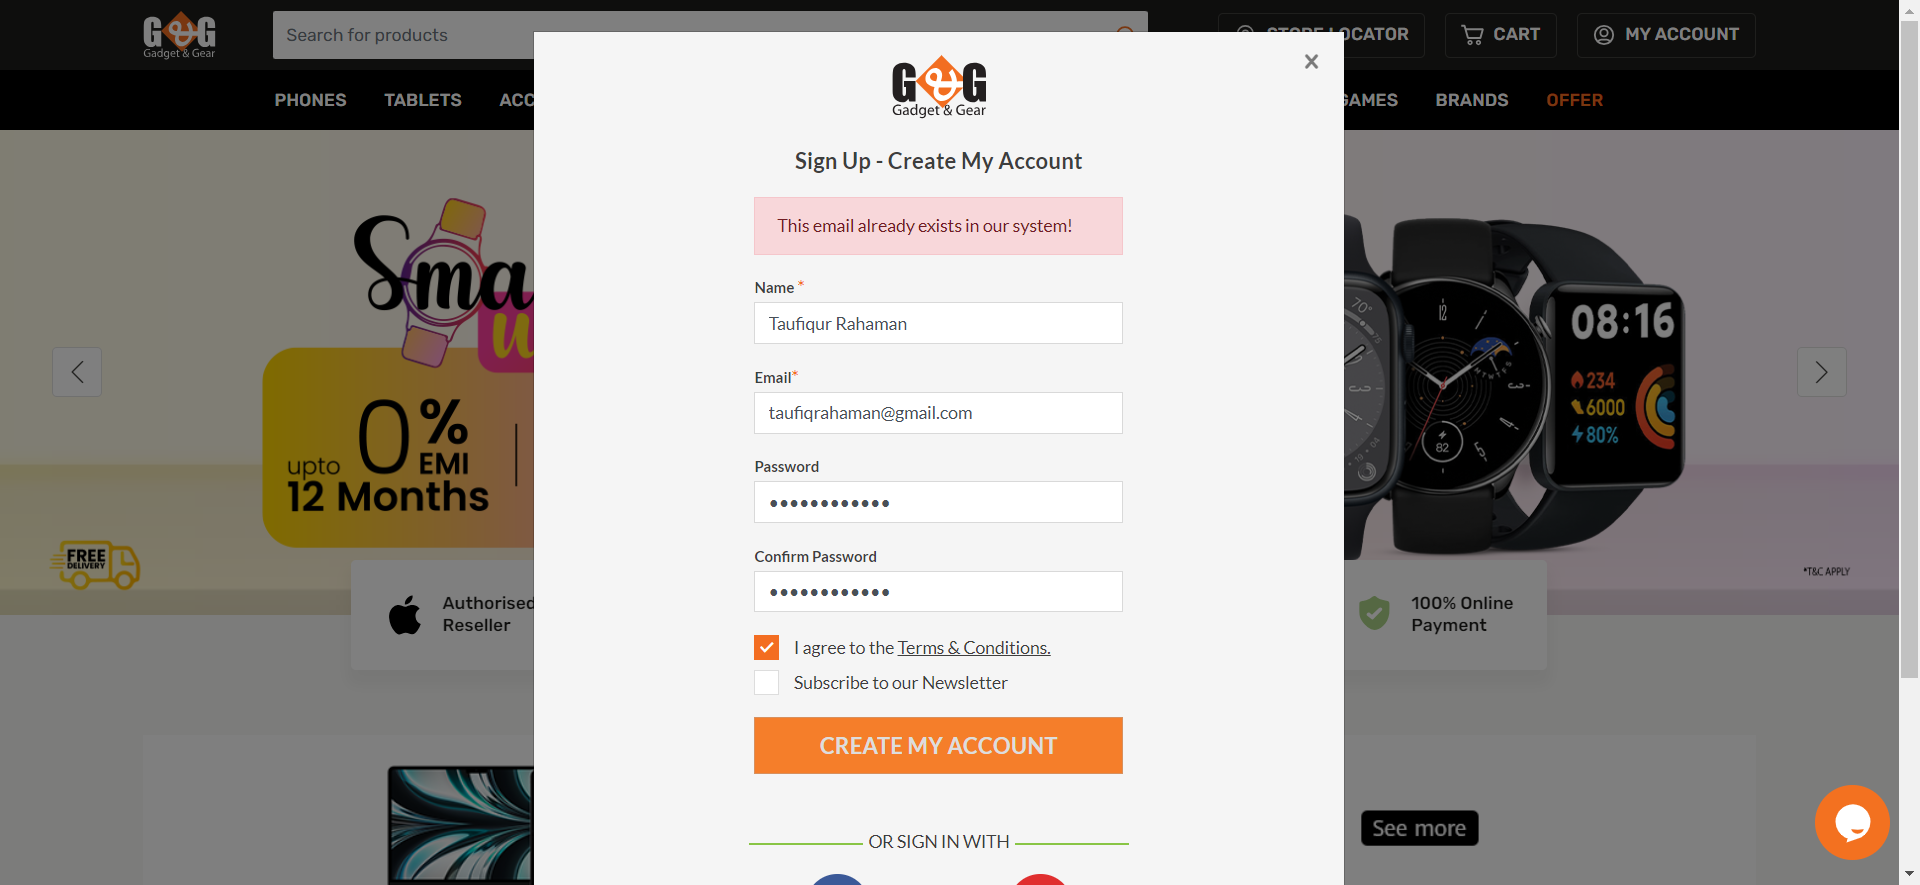 G&G
Gadget & Gear
Search for products
STORE LOCATOR
CART
MY ACCOUNT
PHONES
TABLETS
ACC
GAMES
BRANDS
OFFER
G&G
Gadget & Gear
Sign Up - Create My Account
This email already exists in our system!
Name *
Taufiqur Rahaman
Email*
taufiqrahaman@gmail.com
Password
••••••••••••
Confirm Password
••••••••••••
I agree to the Terms & Conditions.
Subscribe to our Newsletter
CREATE MY ACCOUNT
OR SIGN IN WITH
Sma
upto
0%
EMI
12 Months
FREE
DELIVERY
Authorised
Reseller
70°
12
82
08:16
234
6000
80%
*T&C APPLY
100% Online
Payment
See more